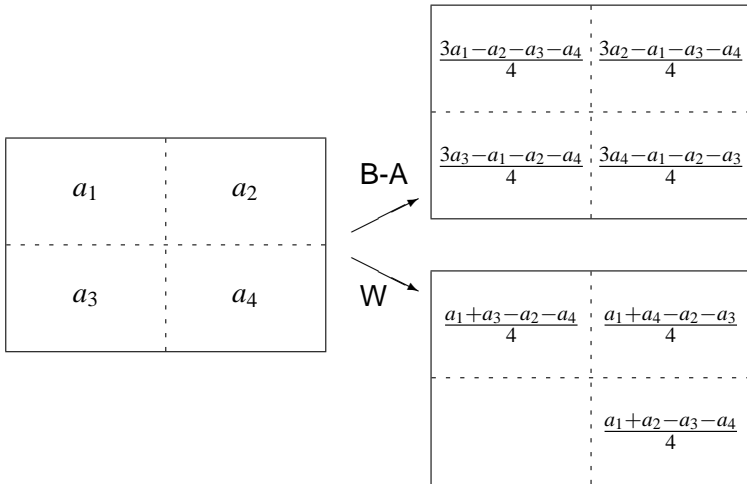 a₁ a₂
a₃ a₄
B-A
W
(3a₁−a₂−a₃−a₄)/4 (3a₂−a₁−a₃−a₄)/4
(3a₃−a₁−a₂−a₄)/4 (3a₄−a₁−a₂−a₃)/4
(a₁+a₃−a₂−a₄)/4 (a₁+a₄−a₂−a₃)/4
(a₁+a₂−a₃−a₄)/4